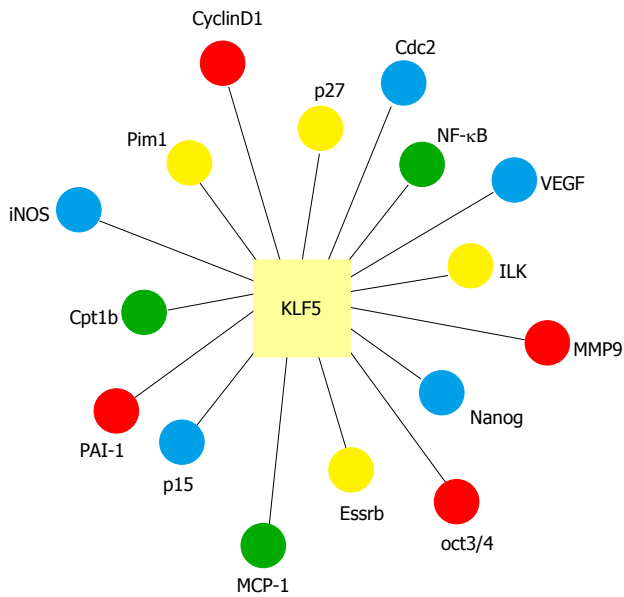 CyclinD1
Cdc2
p27
Pim1
NF-κB
VEGF
iNOS
ILK
Cpt1b
KLF5
MMP9
Nanog
PAI-1
p15
Essrb
oct3/4
MCP-1